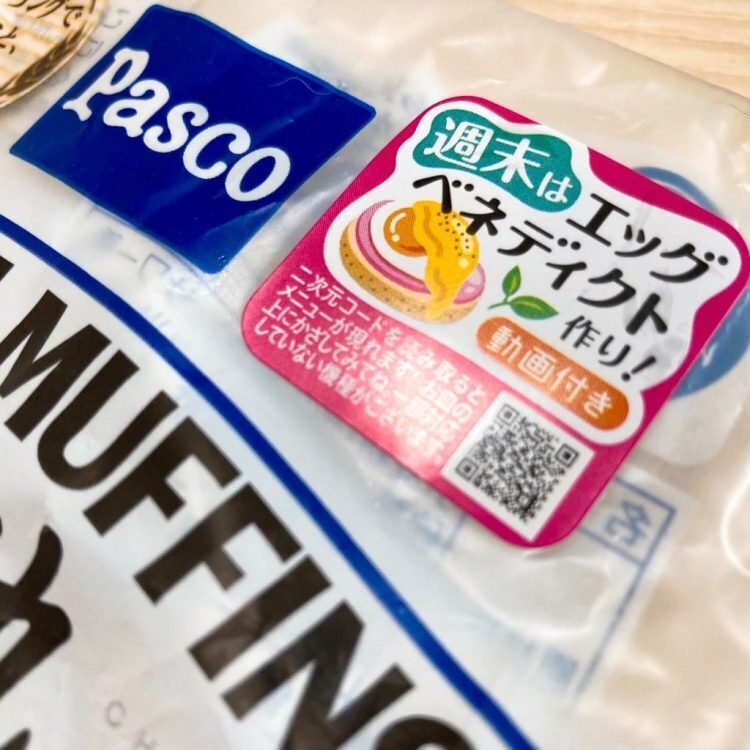 Pasco
週末は
エッグ
ベネディクト
作り!
動画付き
二次元コードを読み取ると
メニューが現れます!お皿の
上にかざしてみてね。一部対応
していない機種がございます。
MUFFINS